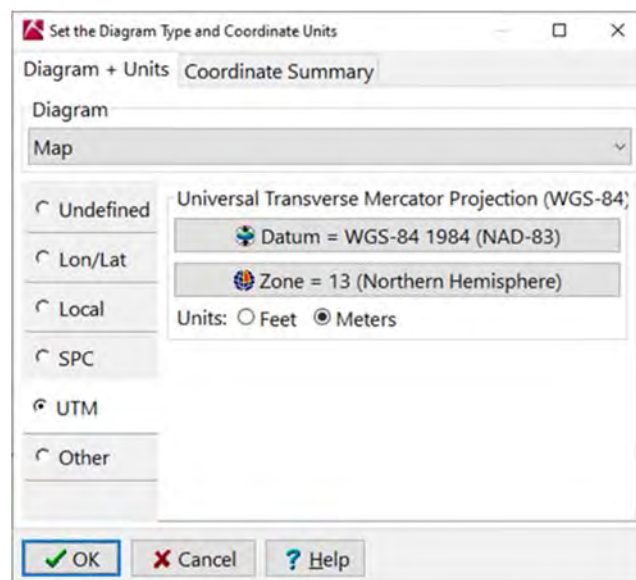 Set the Diagram Type and Coordinate Units
Diagram + Units Coordinate Summary
Diagram
Map
Undefined
Lon/Lat
Local
SPC
UTM
Other
Universal Transverse Mercator Projection (WGS-84)
Datum = WGS-84 1984 (NAD-83)
Zone = 13 (Northern Hemisphere)
Units: Feet Meters
OK Cancel Help